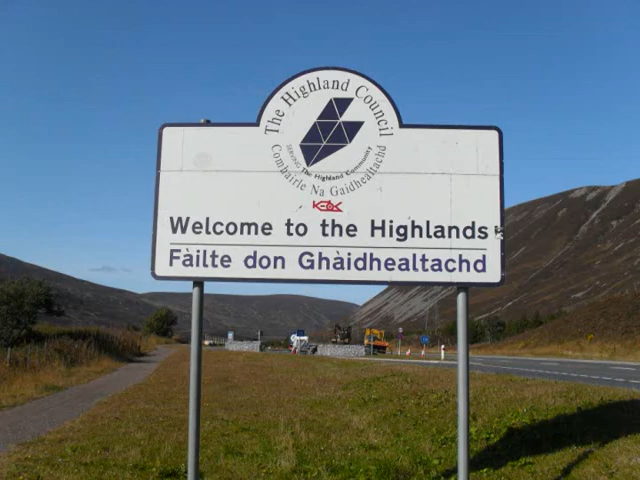 The Highland Council
SERVING The Highland Community
Comhairle Na Gaidhealtachd
Welcome to the Highlands
Fàilte don Ghàidhealtachd